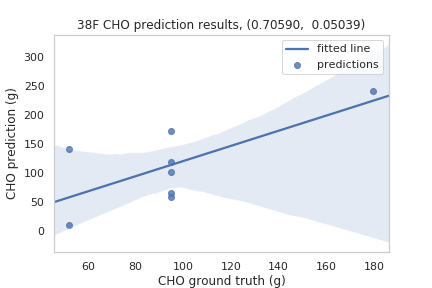 38F CHO prediction results, (0.70590,  0.05039)
fitted line
predictions
CHO prediction (g)
300
250
200
150
100
50
0
60 80 100 120 140 160 180
CHO ground truth (g)